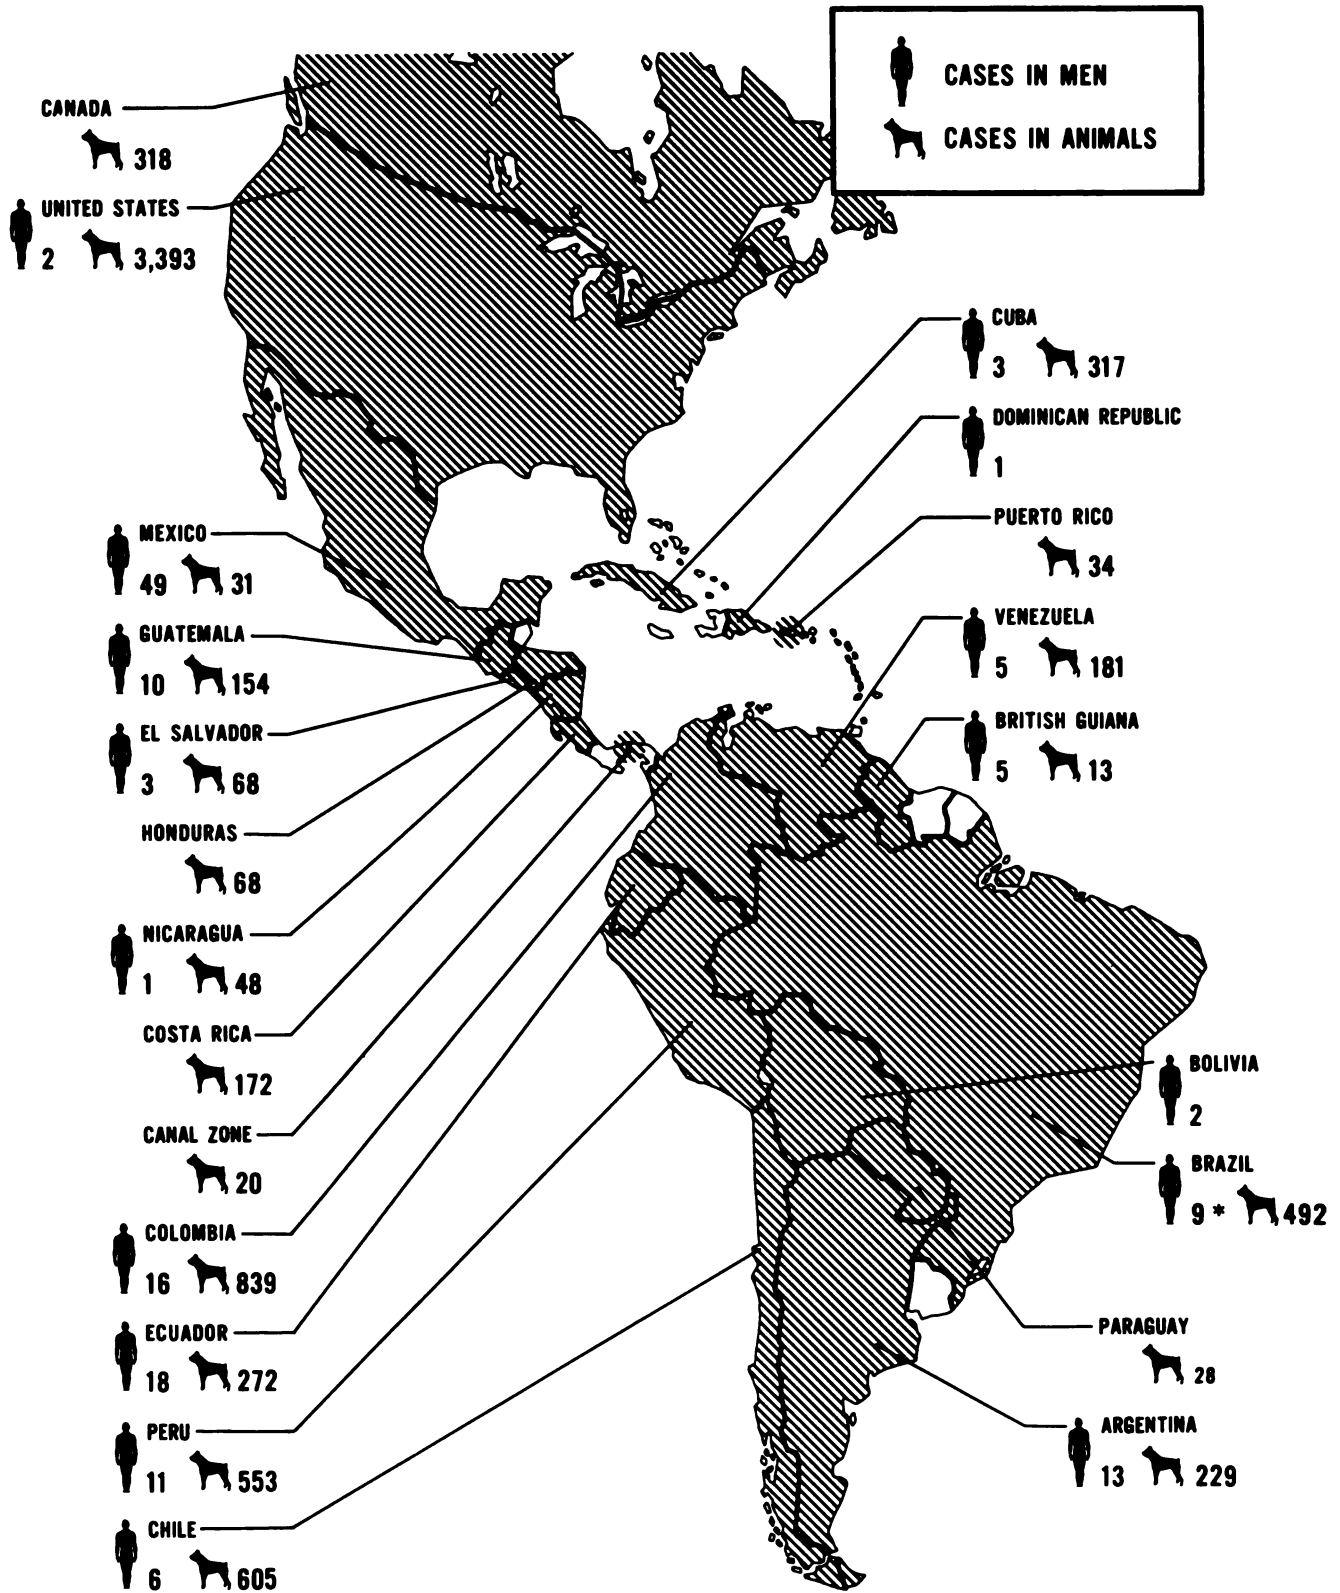 CASES IN MEN
CASES IN ANIMALS
CANADA
318
UNITED STATES
2 3,393
CUBA
3 317
DOMINICAN REPUBLIC
1
PUERTO RICO
34
MEXICO
49 31
VENEZUELA
5 181
GUATEMALA
10 154
BRITISH GUIANA
5 13
EL SALVADOR
3 68
HONDURAS
68
NICARAGUA
1 48
COSTA RICA
172
CANAL ZONE
20
BOLIVIA
2
BRAZIL
9 * 492
COLOMBIA
16 839
ECUADOR
18 272
PARAGUAY
28
PERU
11 553
ARGENTINA
13 229
CHILE
6 605